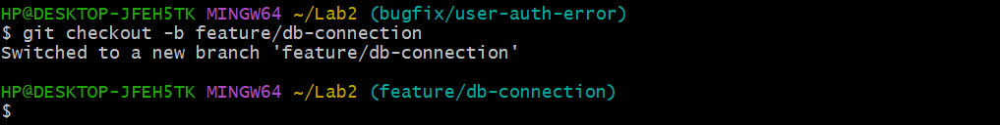 HP@DESKTOP-JFEH5TK MINGW64 ~/Lab2 (bugfix/user-auth-error)
$ git checkout -b feature/db-connection
Switched to a new branch 'feature/db-connection'
HP@DESKTOP-JFEH5TK MINGW64 ~/Lab2 (feature/db-connection)
$